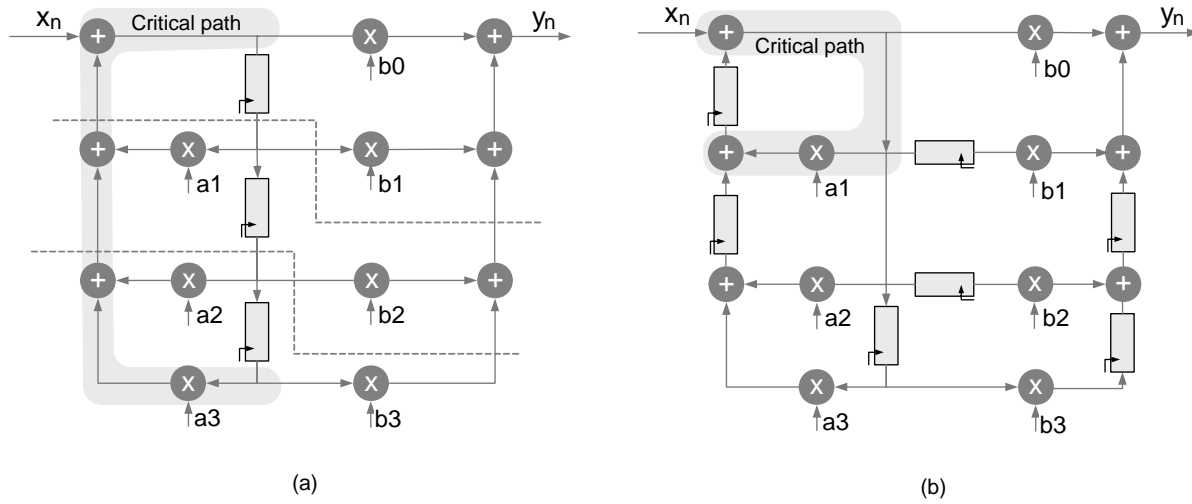 xn Critical path yn
+ X +
b0
+ X X +
a1 b1
+ X X +
a2 b2
X X
a3 b3
(a)
xn yn
+ X +
Critical path b0
+ X X +
a1 b1
+ X X +
a2 b2
X X
a3 b3
(b)